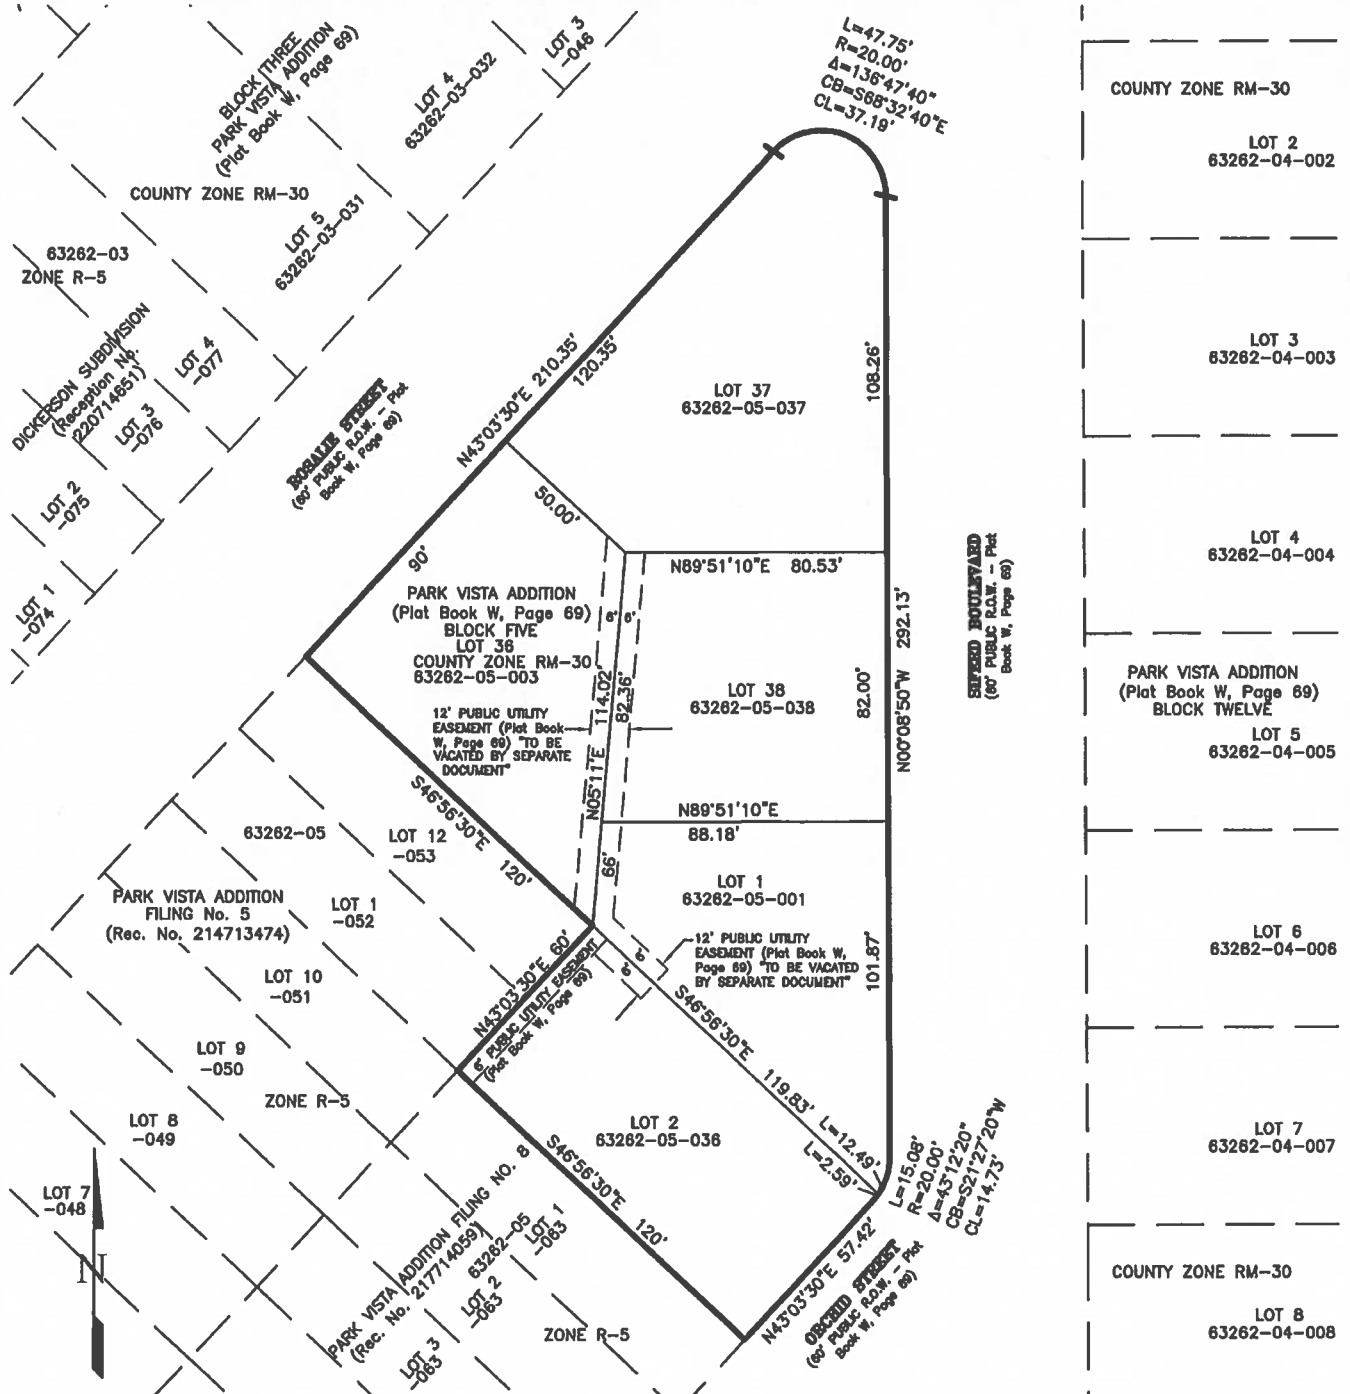 BLOCK THREE
PARK VISTA ADDITION
(Plat Book W, Page 69)
LOT 4
63262-03-032
LOT 3
-046
L=47.75'
R=20.00'
Δ=136°47'40"
CB=S68°32'40"E
CL=37.19'
COUNTY ZONE RM-30
LOT 2
63262-04-002
COUNTY ZONE RM-30
LOT 5
63262-03-031
63262-03
ZONE R-5
DICKERSON SUBDIVISION
(Reception No.
220714651)
LOT 4
-077
LOT 3
-076
LOT 2
-075
LOT 1
-074
ROSALIE STREET
(60' PUBLIC R.O.W. - Plat
Book W, Page 69)
N43°03'30"E 210.35'
120.35'
LOT 37
63262-05-037
108.26'
LOT 3
63262-04-003
50.00'
90'
N89°51'10"E 80.53'
PARK VISTA ADDITION
(Plat Book W, Page 69)
BLOCK FIVE
LOT 36
COUNTY ZONE RM-30
63262-05-003
6' 6'
12' PUBLIC UTILITY
EASEMENT (Plat Book
W, Page 69) "TO BE
VACATED BY SEPARATE
DOCUMENT"
N05°11'E 114.02'
82.36'
LOT 38
63262-05-038
82.00'
N00°08'50"W 292.13'
(60' PUBLIC R.O.W. - Plat
Book W, Page 69)
LOT 4
63262-04-004
PARK VISTA ADDITION
(Plat Book W, Page 69)
BLOCK TWELVE
LOT 5
63262-04-005
S46°56'30"E 120'
N89°51'10"E
88.18'
66'
LOT 1
63262-05-001
63262-05
LOT 12
-053
PARK VISTA ADDITION
FILING No. 5
(Rec. No. 214713474)
LOT 1
-052
LOT 10
-051
LOT 9
-050
ZONE R-5
LOT 8
-049
LOT 7
-048
N
N43°03'30"E 60'
6' PUBLIC UTILITY EASEMENT
(Plat Book W, Page 69)
6' 6'
12' PUBLIC UTILITY
EASEMENT (Plat Book W,
Page 69) "TO BE VACATED
BY SEPARATE DOCUMENT"
101.87'
S46°56'30"E 119.83'
L=12.49'
L=2.59'
LOT 2
63262-05-036
L=15.08'
R=20.00'
Δ=43°12'20"
CB=S21°27'20"W
CL=14.73'
S46°56'30"E 120'
N43°03'30"E 57.42'
ORCHID STREET
(60' PUBLIC R.O.W. - Plat
Book W, Page 69)
PARK VISTA ADDITION FILING NO. 8
(Rec. No. 217714059)
63262-05
LOT 1
-063
LOT 2
-063
LOT 3
-063
ZONE R-5
LOT 6
63262-04-006
LOT 7
63262-04-007
COUNTY ZONE RM-30
LOT 8
63262-04-008